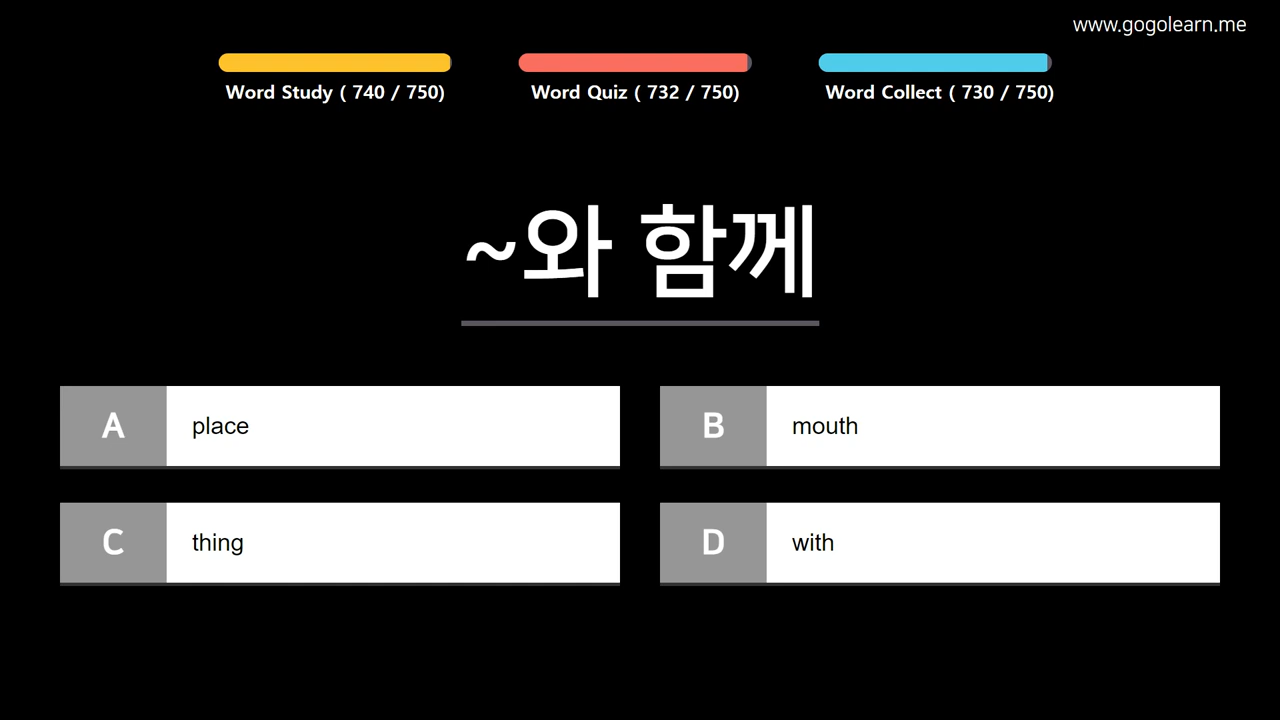 www.gogolearn.me
Word Study ( 740 / 750)
Word Quiz ( 732 / 750)
Word Collect ( 730 / 750)
~와 함께
A place
B mouth
C thing
D with